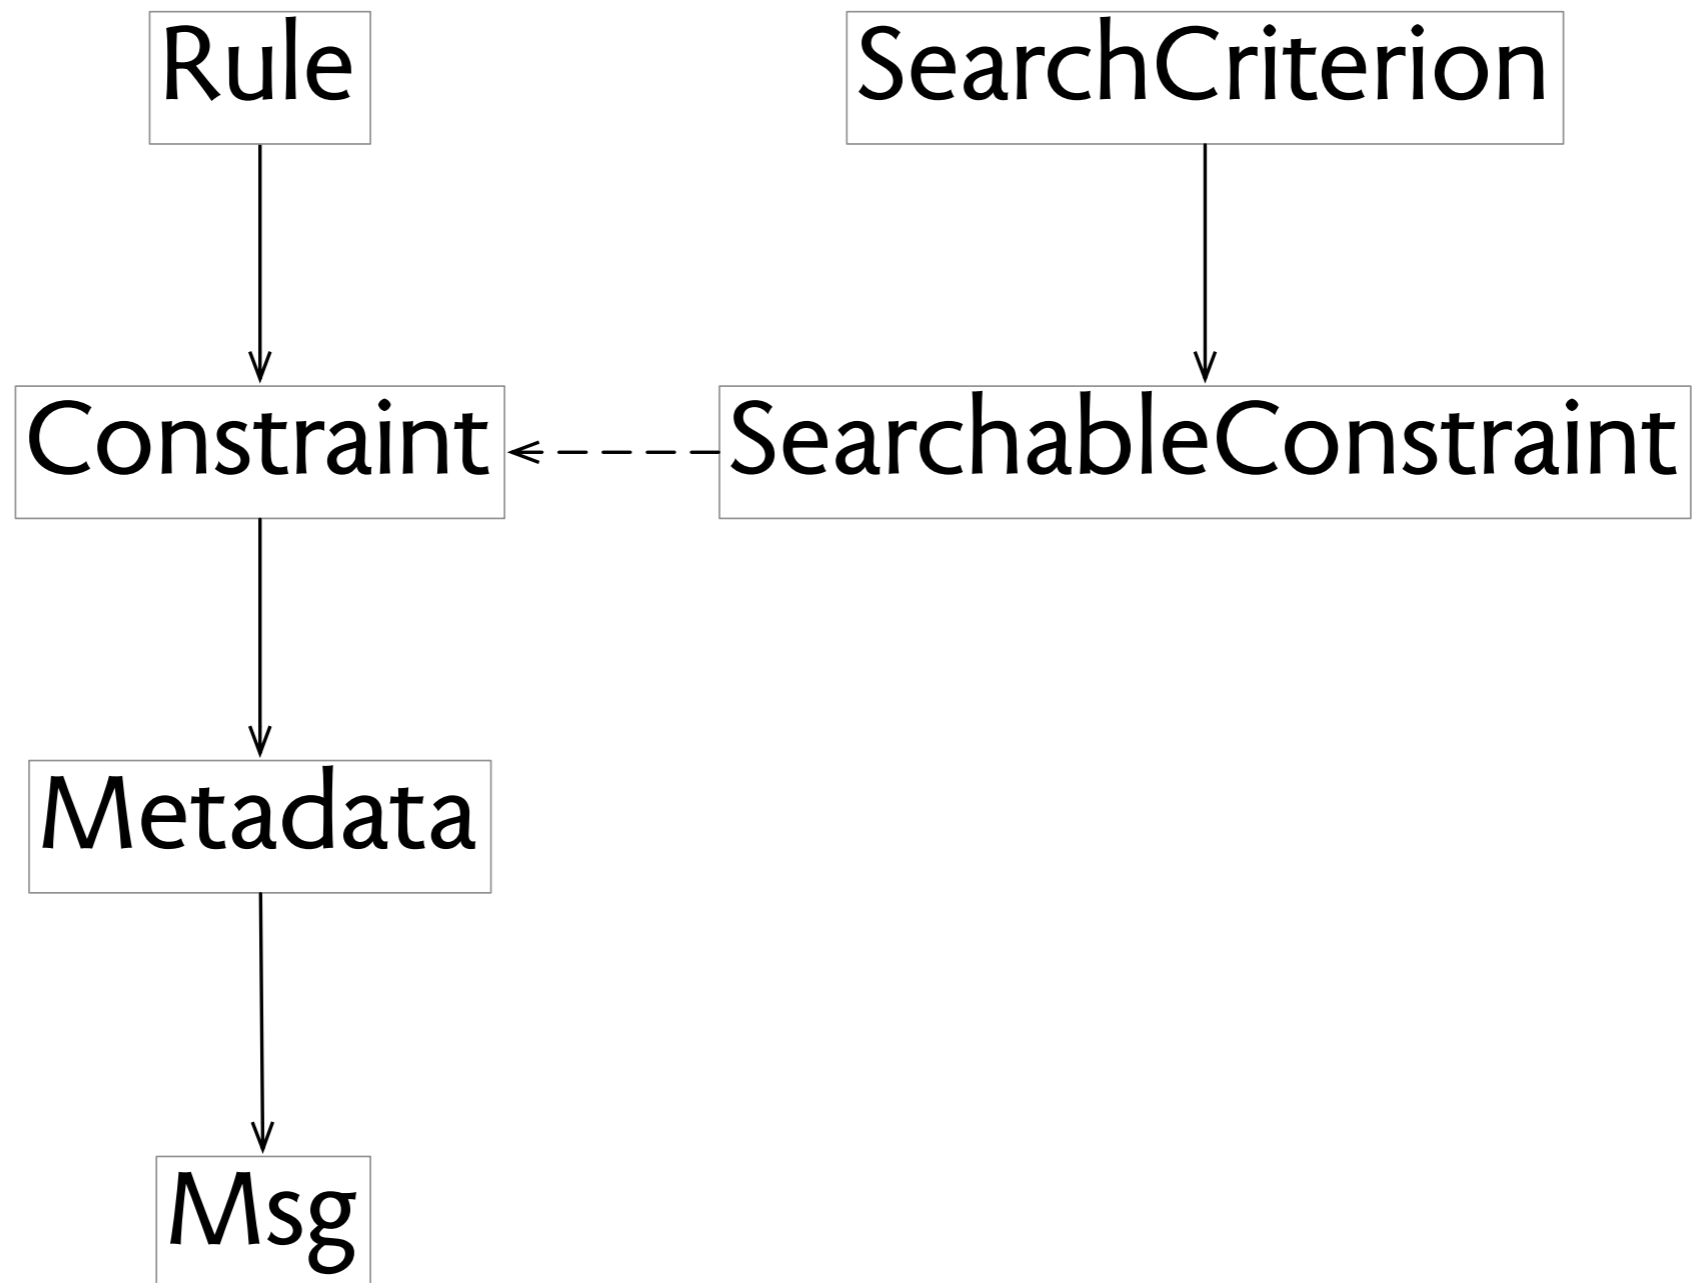 Rule
SearchCriterion
Constraint
SearchableConstraint
Metadata
Msg